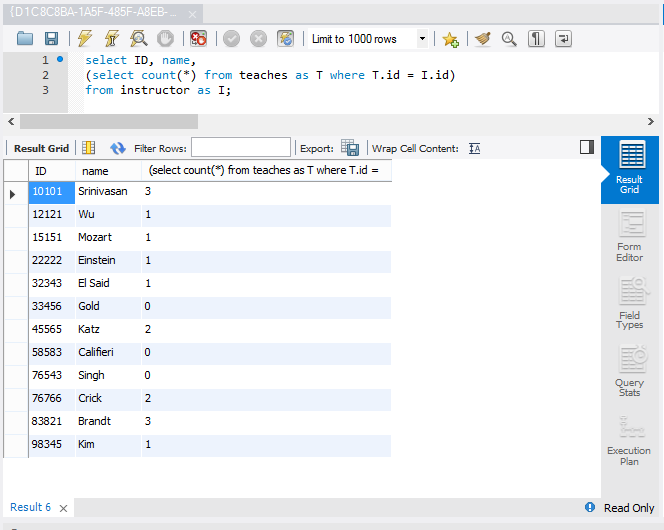 {D1C8C8BA-1A5F-485F-A8EB-...
Limit to 1000 rows
1 select ID, name,
2 (select count(*) from teaches as T where T.id = I.id)
3 from instructor as I;
Result Grid Filter Rows: Export: Wrap Cell Content: IA
ID name (select count(*) from teaches as T where T.id =
10101 Srinivasan 3
12121 Wu 1
15151 Mozart 1
22222 Einstein 1
32343 El Said 1
33456 Gold 0
45565 Katz 2
58583 Califieri 0
76543 Singh 0
76766 Crick 2
83821 Brandt 3
98345 Kim 1
Result
Grid
Form
Editor
Field
Types
Query
Stats
Execution
Plan
Result 6 Read Only